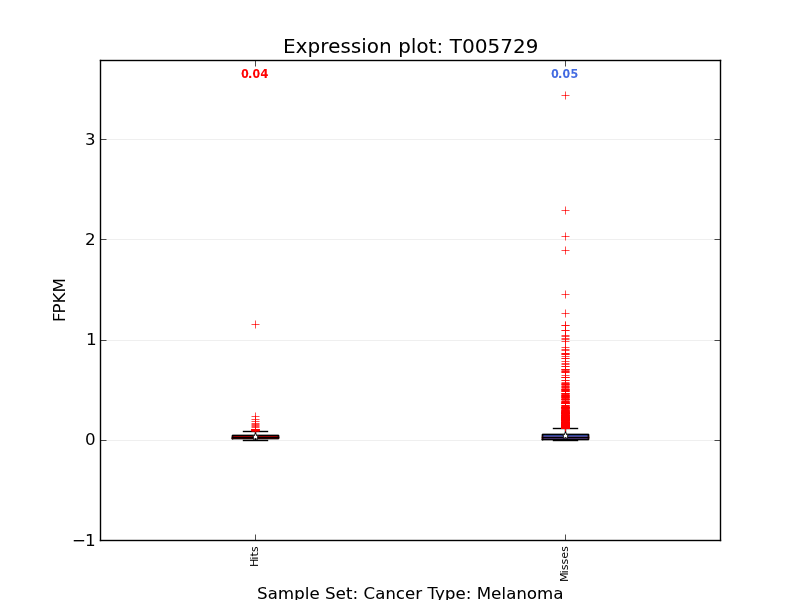 Expression plot: T005729
0.04
0.05
3
2
1
0
−1
FPKM
Hits
Misses
Sample Set: Cancer Type: Melanoma